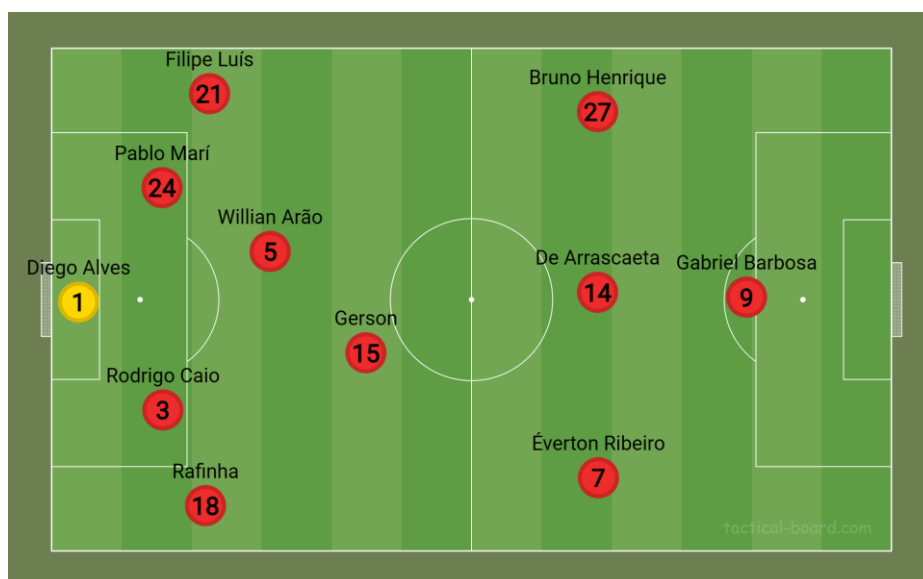 Filipe Luís
21
Bruno Henrique
27
Pablo Marí
24
Willian Arão
5
Diego Alves
1
De Arrascaeta
14
Gabriel Barbosa
9
Gerson
15
Rodrigo Caio
3
Éverton Ribeiro
7
Rafinha
18
tactical-board.com